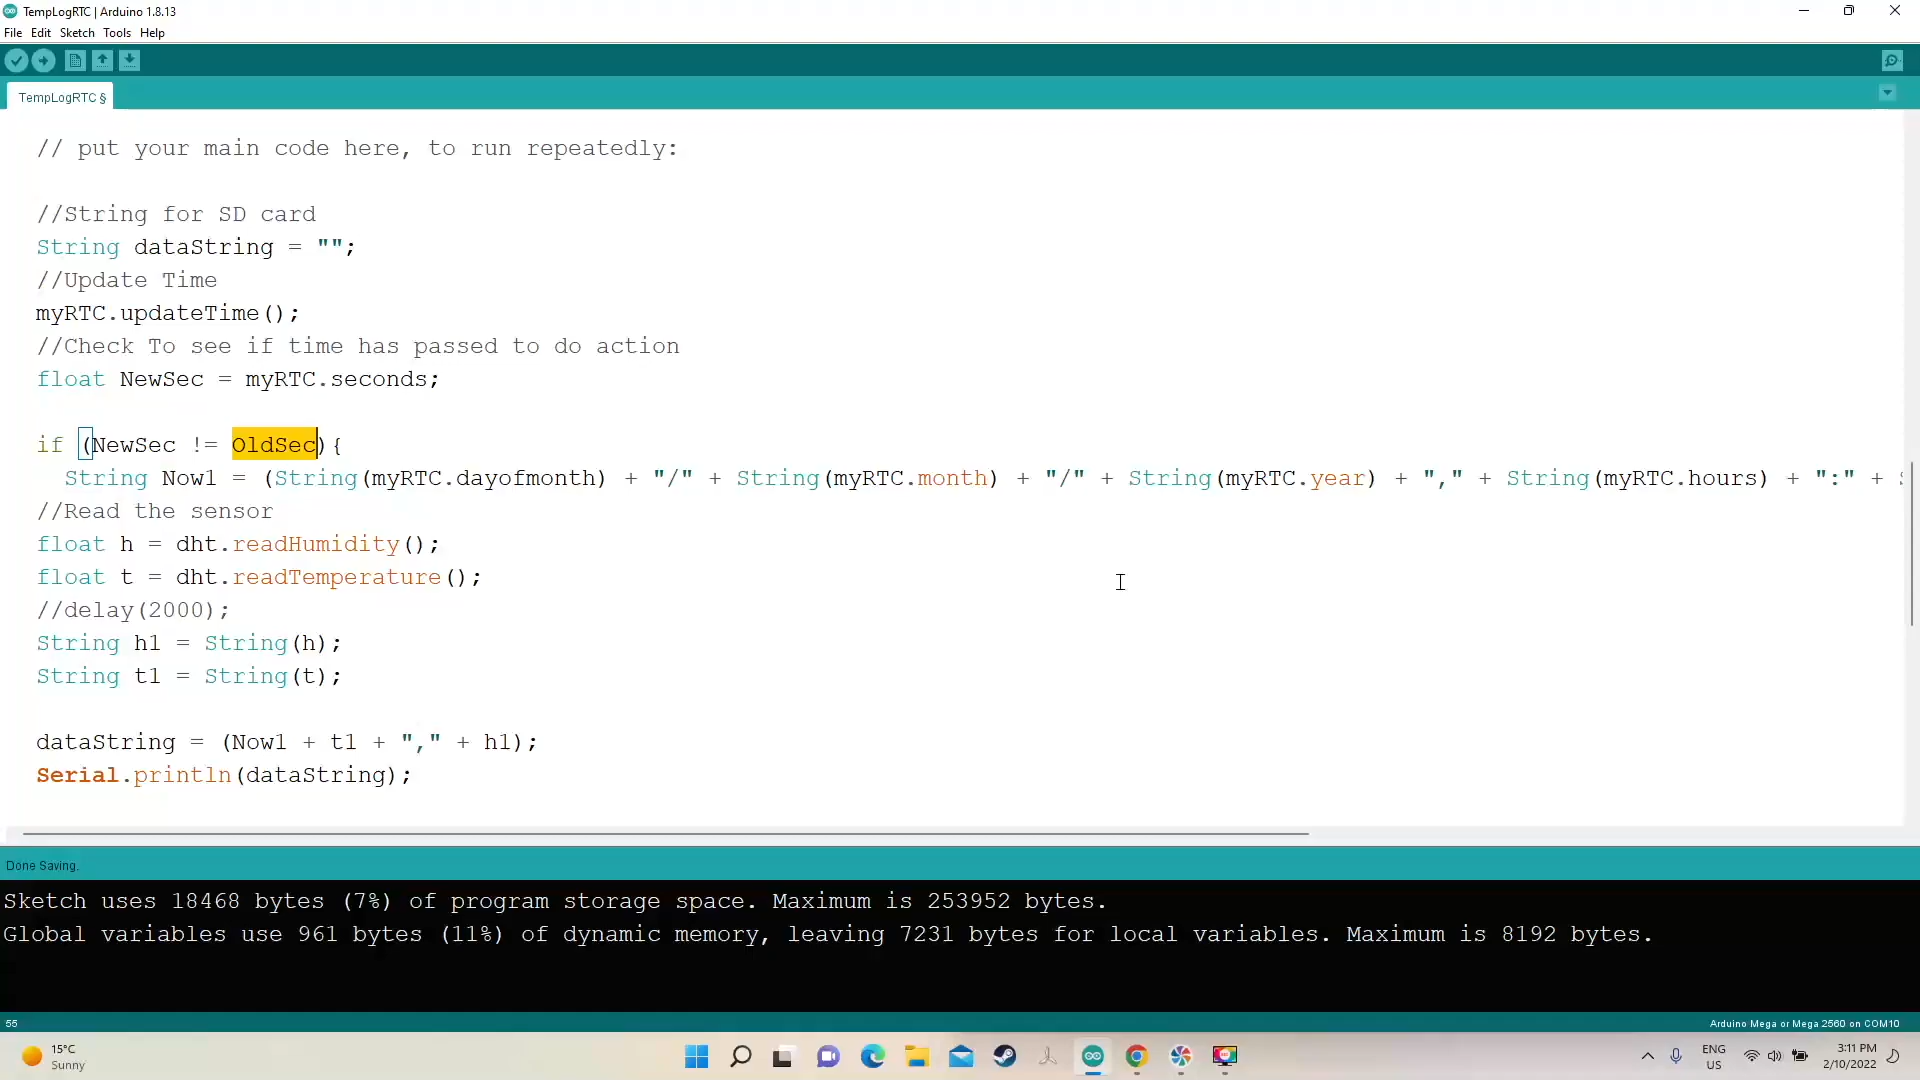 TempLogRTC | Arduino 1.8.13
File Edit Sketch Tools Help
TempLogRTC §
// put your main code here, to run repeatedly:
//String for SD card
String dataString = "";
//Update Time
myRTC.updateTime();
//Check To see if time has passed to do action
float NewSec = myRTC.seconds;
if (NewSec != OldSec){
String Now1 = (String(myRTC.dayofmonth) + "/" + String(myRTC.month) + "/" + String(myRTC.year) + "," + String(myRTC.hours) + ":" +
//Read the sensor
float h = dht.readHumidity();
float t = dht.readTemperature();
//delay(2000);
String h1 = String(h);
String t1 = String(t);
dataString = (Now1 + t1 + "," + h1);
Serial.println(dataString);
Done Saving.
Sketch uses 18468 bytes (7%) of program storage space. Maximum is 253952 bytes.
Global variables use 961 bytes (11%) of dynamic memory, leaving 7231 bytes for local variables. Maximum is 8192 bytes.
55
Arduino Mega or Mega 2560 on COM10
15°C
Sunny
ENG
US
3:11 PM
2/10/2022